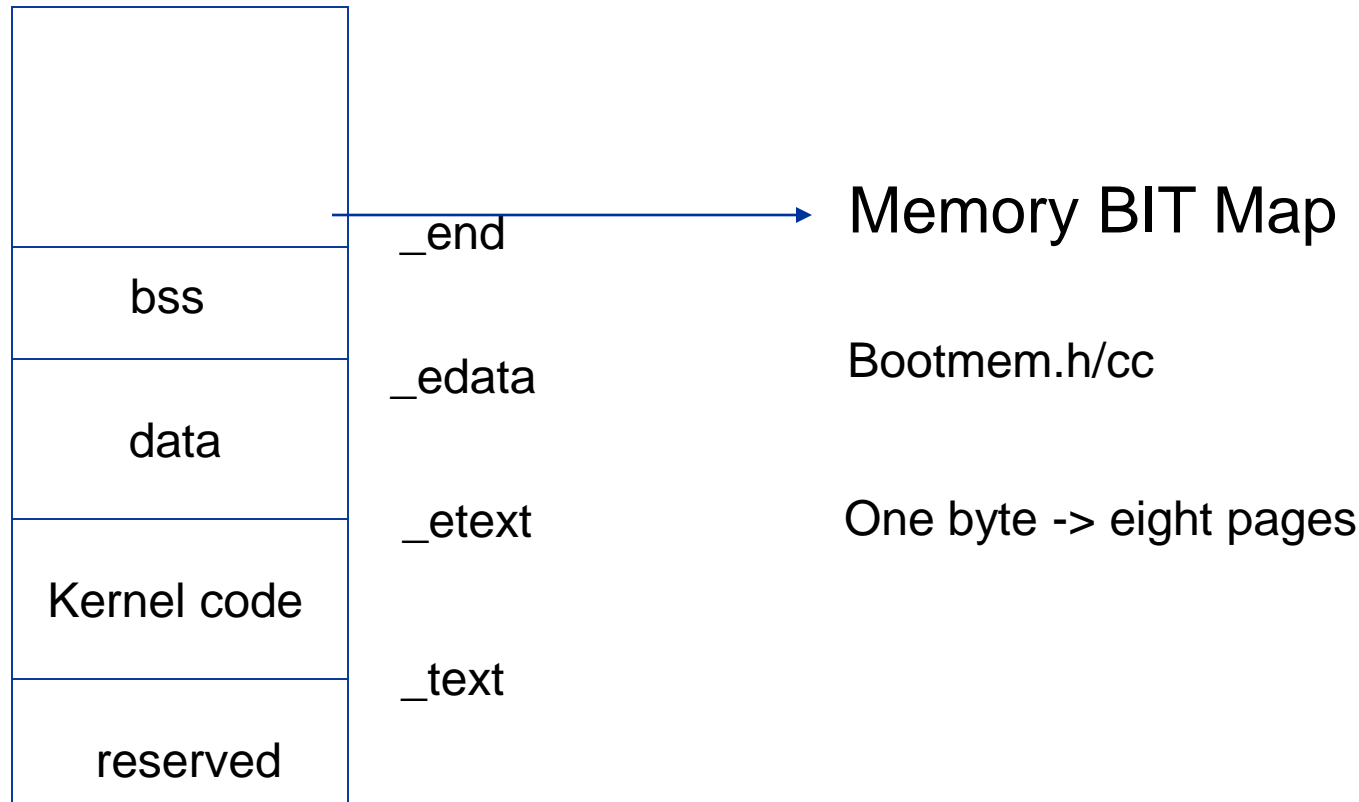 _end
Memory BIT Map
bss
_edata
Bootmem.h/cc
data
_etext
One byte -> eight pages
Kernel code
_text
reserved